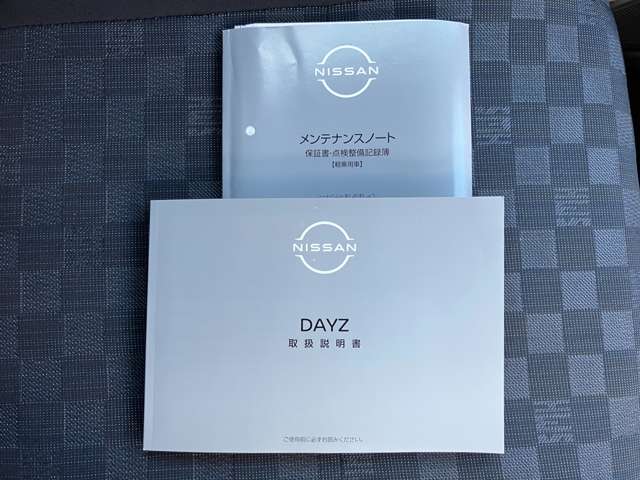 NISSAN
メンテナンスノート
保証書・点検整備記録簿
【軽乗用車】
NISSAN
DAYZ
取扱説明書
ご使用前に必ずお読みください。